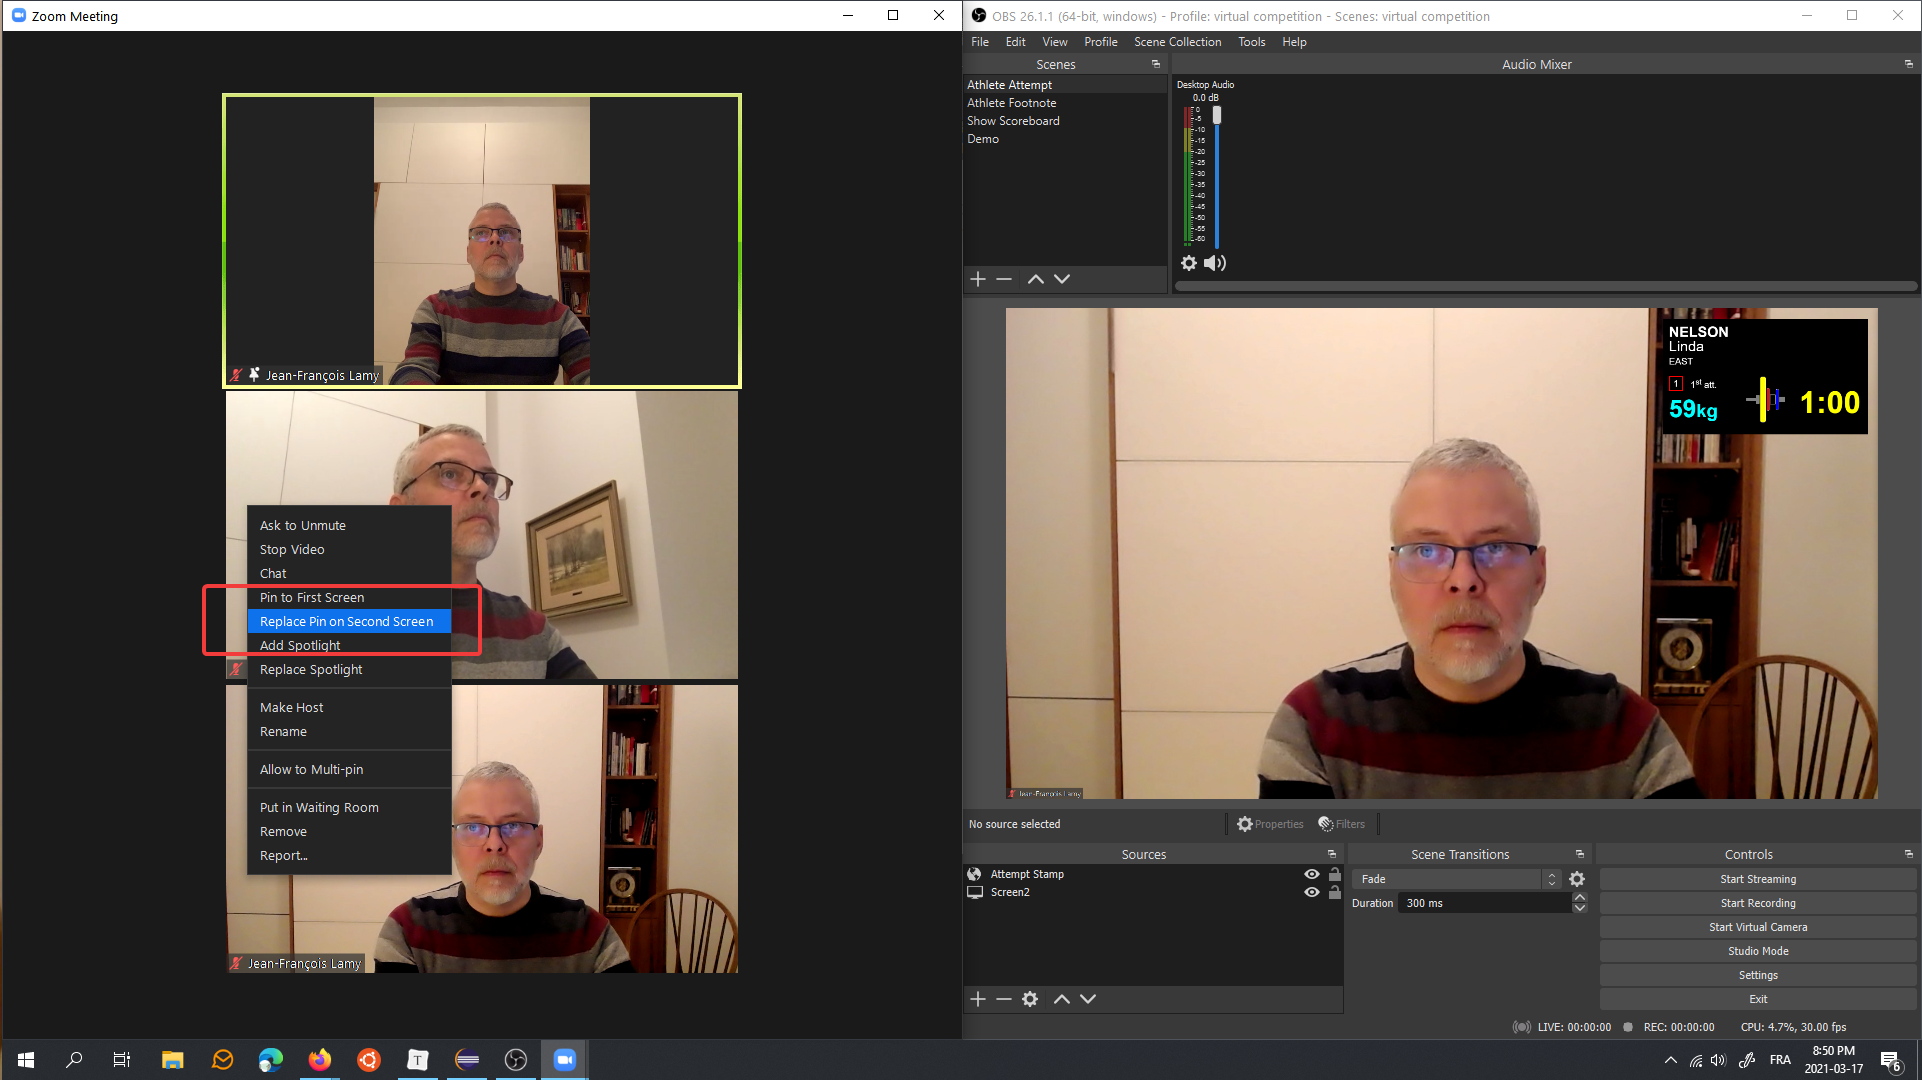 Zoom Meeting
Jean-François Lamy
Ask to Unmute
Stop Video
Chat
Pin to First Screen
Replace Pin on Second Screen
Add Spotlight
Replace Spotlight
Make Host
Rename
Allow to Multi-pin
Put in Waiting Room
Remove
Report...
Jean-François Lamy
OBS 26.1.1 (64-bit, windows) - Profile: virtual competition - Scenes: virtual competition
File Edit View Profile Scene Collection Tools Help
Scenes
Athlete Attempt
Athlete Footnote
Show Scoreboard
Demo
Audio Mixer
Desktop Audio
0.0 dB
0
-5
-10
-15
-20
-25
-30
-35
-40
-45
-50
-55
-60
NELSON
Linda
EAST
1 1st att.
59kg 1:00
Jean-François Lamy
No source selected Properties Filters
Sources
Attempt Stamp
Screen2
Scene Transitions
Fade
Duration 300 ms
Controls
Start Streaming
Start Recording
Start Virtual Camera
Studio Mode
Settings
Exit
LIVE: 00:00:00 REC: 00:00:00 CPU: 4.7%, 30.00 fps
T
FRA
8:50 PM
2021-03-17
6